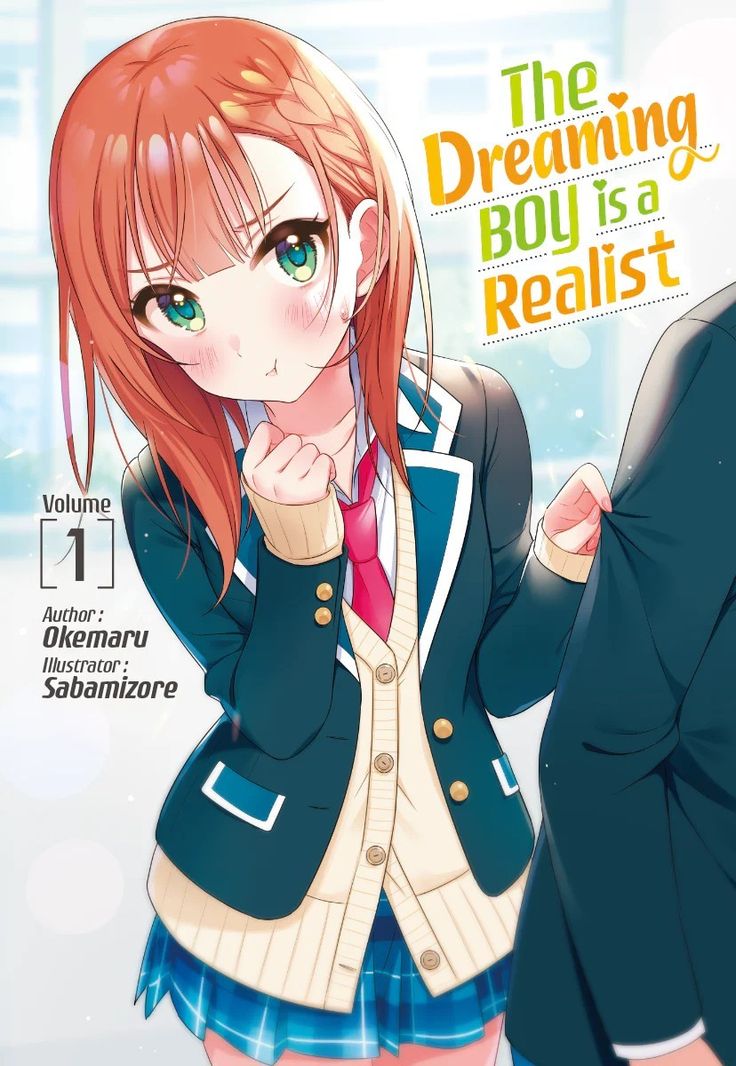 The
Dreaming
BOY is a
Realist
Volume
[1]
Author :
Okemaru
Illustrator :
Sabamizore